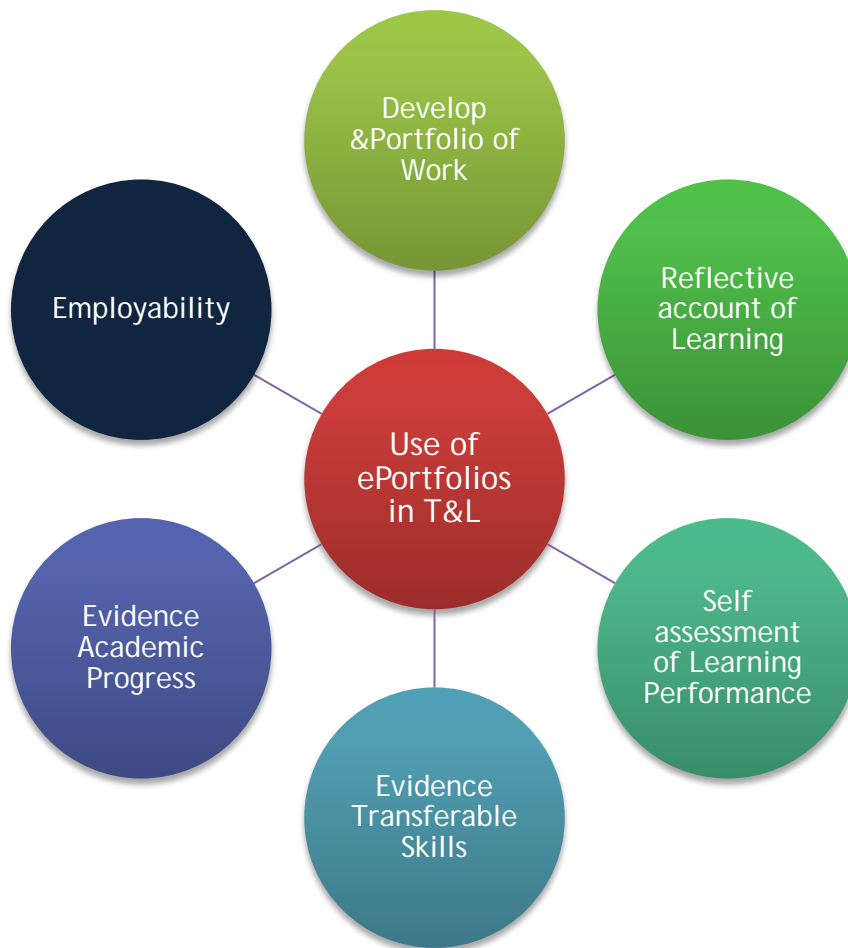 Develop
&Portfolio of
Work
Reflective
account of
Learning
Self
assessment
of Learning
Performance
Evidence
Transferable
Skills
Evidence
Academic
Progress
Employability
Use of
ePortfolios
in T&L